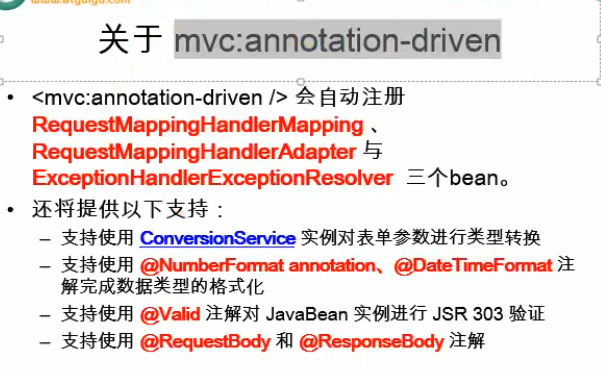 www.atguigu.com
关于 mvc:annotation-driven
• <mvc:annotation-driven /> 会自动注册
RequestMappingHandlerMapping 、
RequestMappingHandlerAdapter 与
ExceptionHandlerExceptionResolver 三个bean。
• 还将提供以下支持：
– 支持使用 ConversionService 实例对表单参数进行类型转换
– 支持使用 @NumberFormat annotation、@DateTimeFormat 注
解完成数据类型的格式化
– 支持使用 @Valid 注解对 JavaBean 实例进行 JSR 303 验证
– 支持使用 @RequestBody 和 @ResponseBody 注解